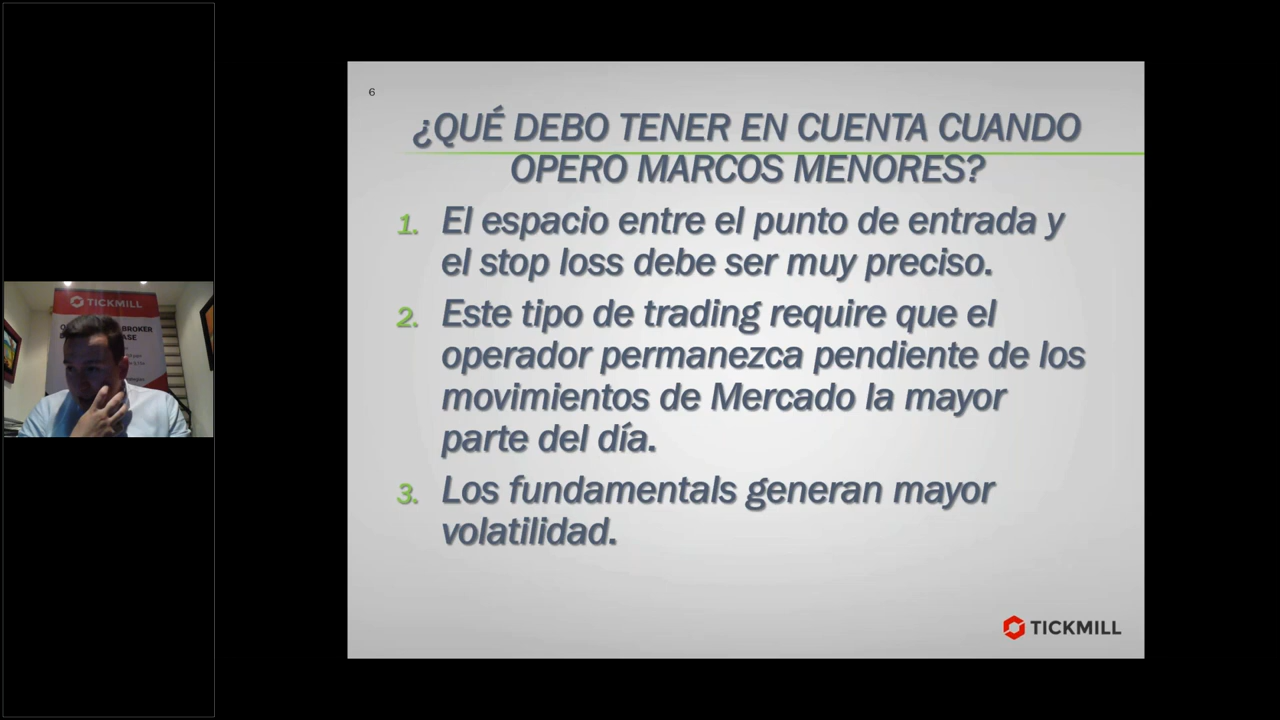 6
¿QUÉ DEBO TENER EN CUENTA CUANDO
OPERO MARCOS MENORES?
1. El espacio entre el punto de entrada y
el stop loss debe ser muy preciso.
2. Este tipo de trading require que el
operador permanezca pendiente de los
movimientos de Mercado la mayor
parte del día.
3. Los fundamentals generan mayor
volatilidad.
TICKMILL
TICKMILL
BROKER